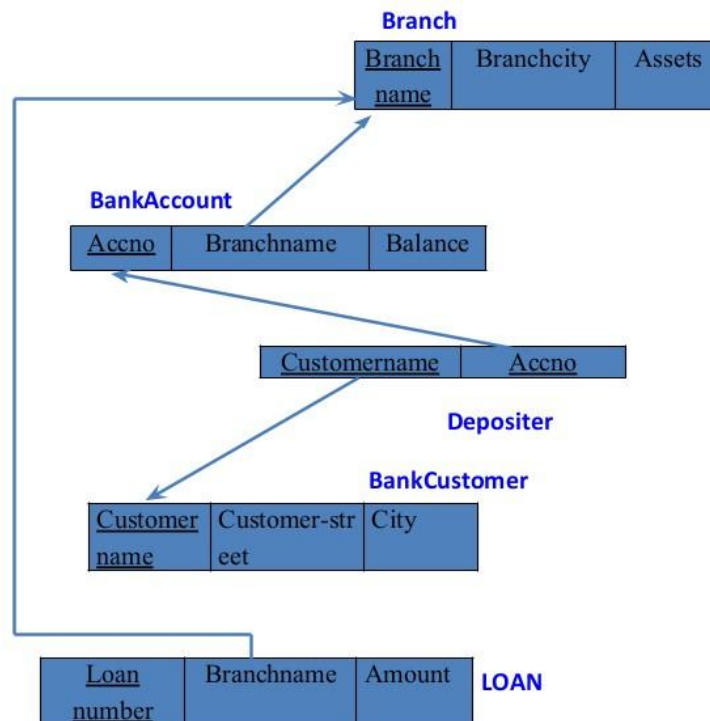 Branch
Branch Branchcity Assets
name
BankAccount
Accno Branchname Balance
Customername Accno
Depositer
BankCustomer
Customer Customer-str City
name eet
Loan Branchname Amount LOAN
number